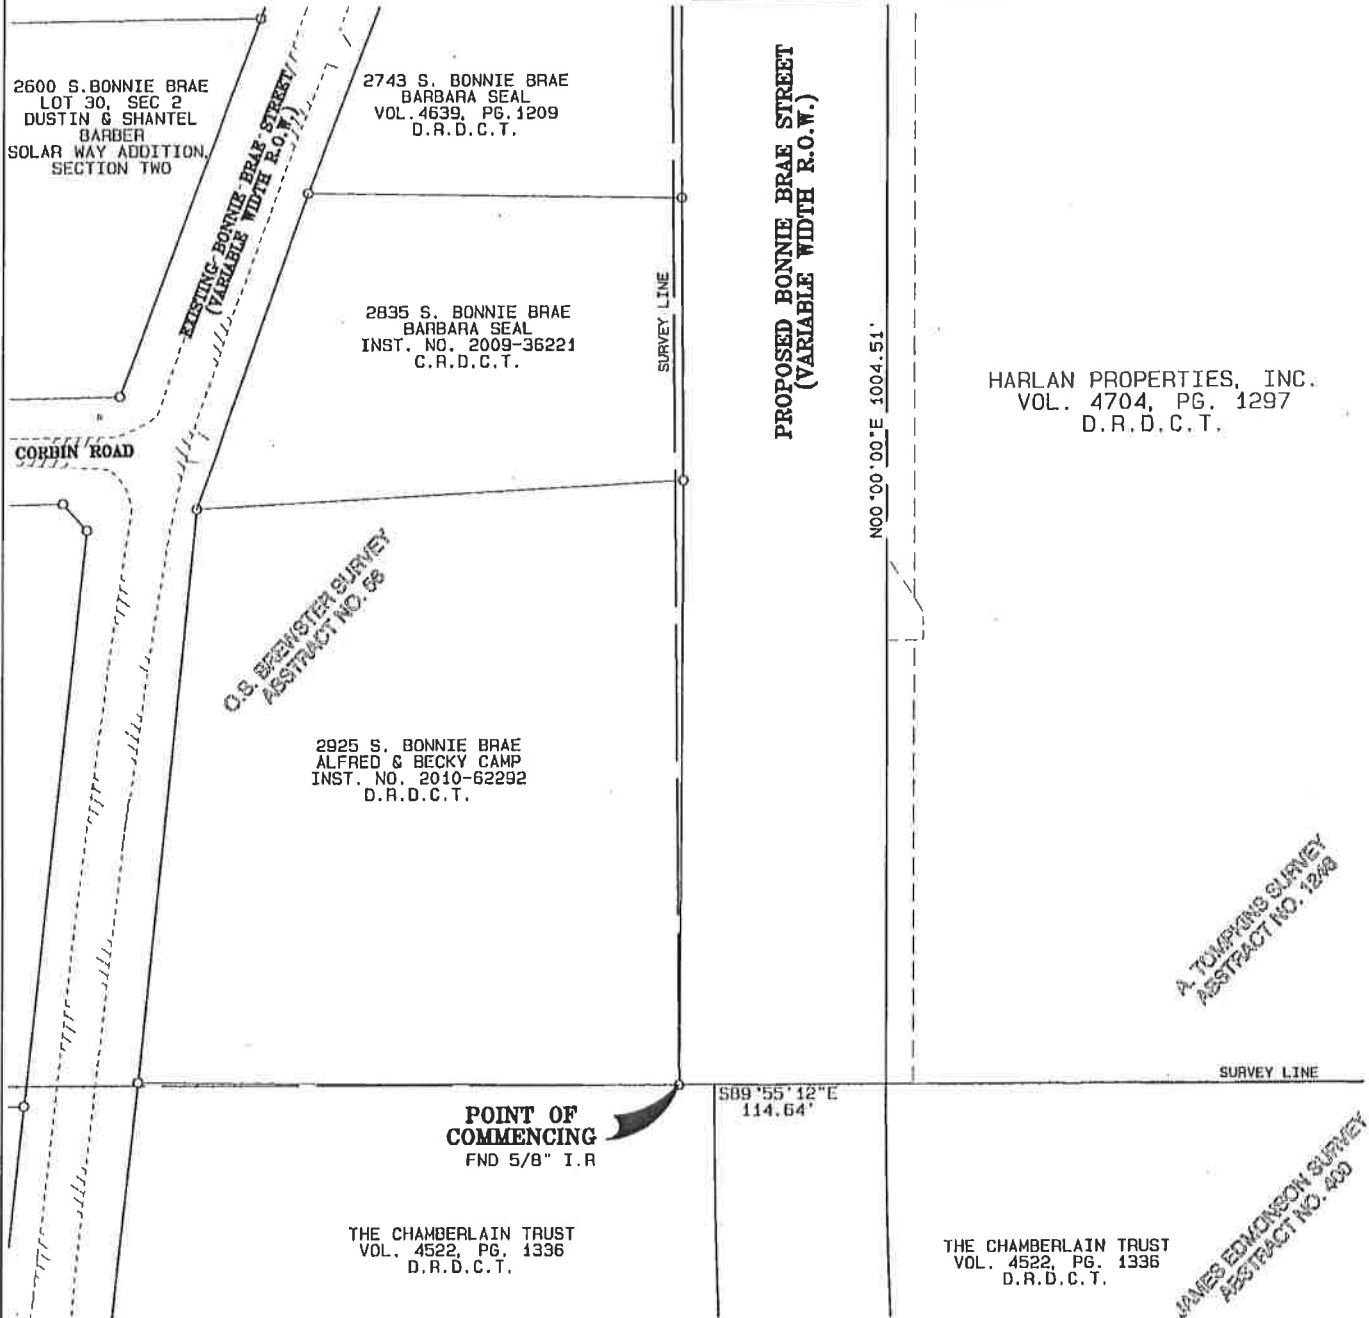 2600 S.BONNIE BRAE
LOT 30, SEC 2
DUSTIN & SHANTEL
BARBER
SOLAR WAY ADDITION,
SECTION TWO
EXISTING BONNIE BRAE STREET
(VARIABLE WIDTH R.O.W.)
2743 S. BONNIE BRAE
BARBARA SEAL
VOL.4639, PG.1209
D.R.D.C.T.
PROPOSED BONNIE BRAE STREET
(VARIABLE WIDTH R.O.W.)
SURVEY LINE
2835 S. BONNIE BRAE
BARBARA SEAL
INST. NO. 2009-36221
C.R.D.C.T.
N00°00'00"E 1004.51'
HARLAN PROPERTIES, INC.
VOL. 4704, PG. 1297
D.R.D.C.T.
CORBIN ROAD
O.S. BREWSTER SURVEY
ABSTRACT NO. 56
2925 S. BONNIE BRAE
ALFRED & BECKY CAMP
INST. NO. 2010-62292
D.R.D.C.T.
A. TOMPKINS SURVEY
ABSTRACT NO. 1246
SURVEY LINE
S89°55'12"E
114.64'
POINT OF
COMMENCING
FND 5/8" I.R
THE CHAMBERLAIN TRUST
VOL. 4522, PG. 1336
D.R.D.C.T.
THE CHAMBERLAIN TRUST
VOL. 4522, PG. 1336
D.R.D.C.T.
JAMES EDMONSON SURVEY
ABSTRACT NO. 400